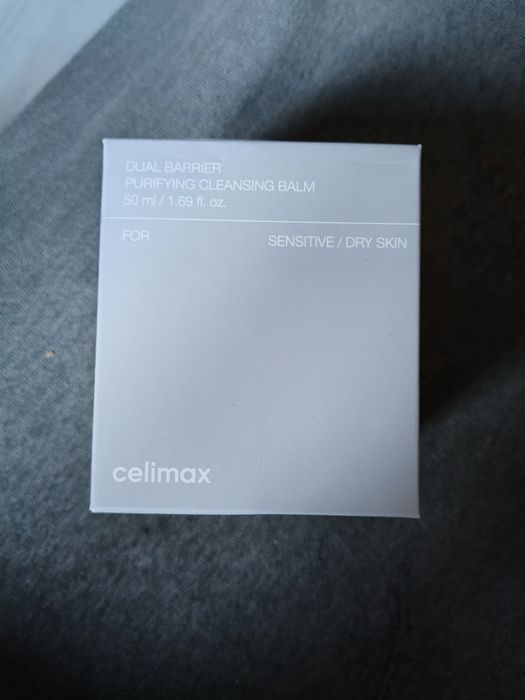 DUAL BARRIER
PURIFYING CLEANSING BALM
50 ml / 1.69 fl. oz.
FOR SENSITIVE / DRY SKIN
celimax